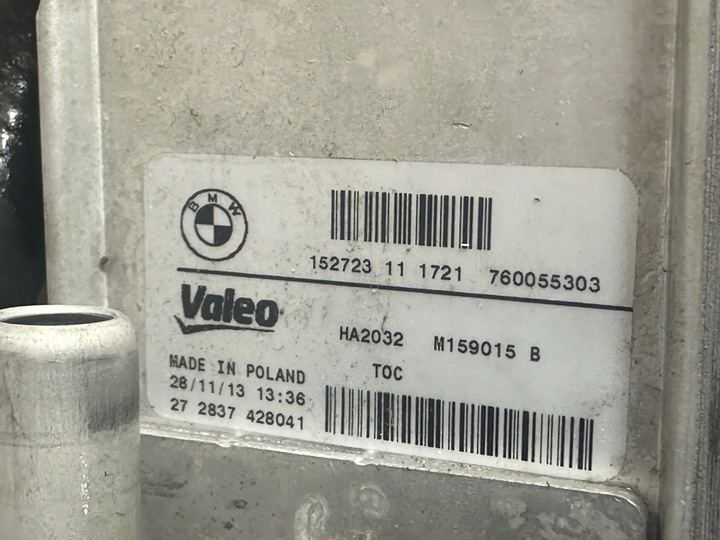 BMW
152723 11 1721 760055303
Valeo
HA2032 M159015 B
MADE IN POLAND
TOC
28/11/13 13:36
27 2837 428041